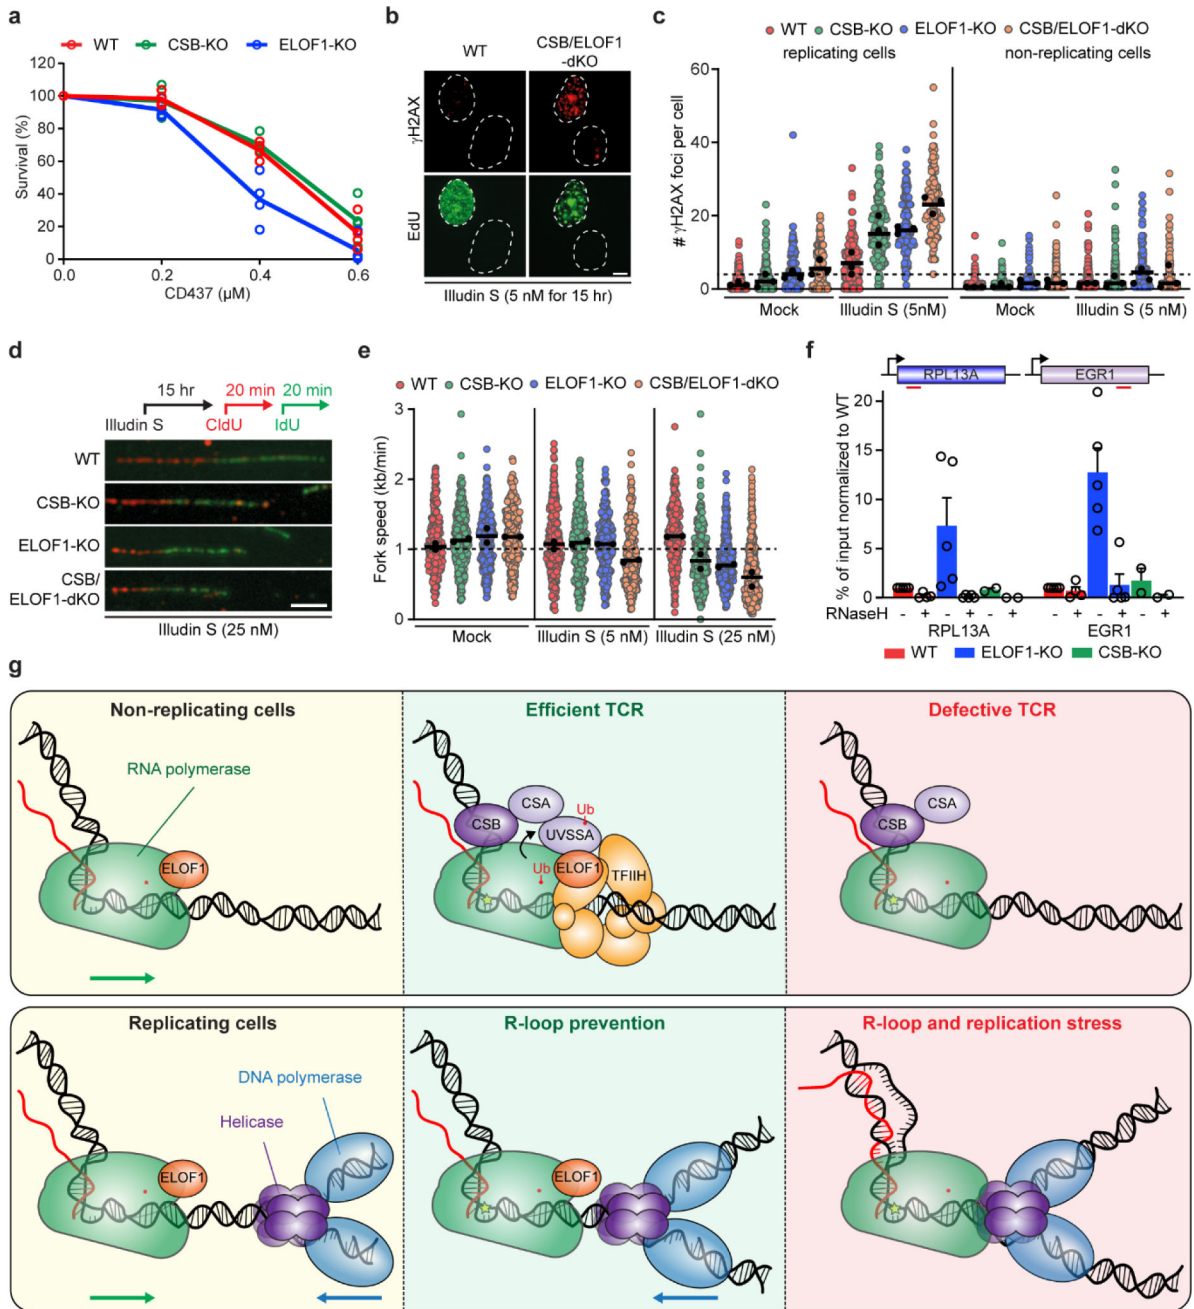 a
WT CSB-KO ELOF1-KO
120
100
80
60
40
20
0
Survival (%)
0.0 0.2 0.4 0.6
CD437 (µM)
b
WT CSB/ELOF1
-dKO
γH2AX
EdU
Illudin S (5 nM for 15 hr)
c
WT CSB-KO ELOF1-KO CSB/ELOF1-dKO
replicating cells non-replicating cells
60
40
20
0
# γH2AX foci per cell
Mock Illudin S (5nM) Mock Illudin S (5 nM)
d
15 hr 20 min 20 min
Illudin S CldU IdU
WT
CSB-KO
ELOF1-KO
CSB/
ELOF1-dKO
Illudin S (25 nM)
e
WT CSB-KO ELOF1-KO CSB/ELOF1-dKO
3
2
1
0
Fork speed (kb/min)
Mock Illudin S (5 nM) Illudin S (25 nM)
f
RPL13A EGR1
20
15
10
5
0
% of input normalized to WT
RNaseH - + - + - + - + - + - +
RPL13A EGR1
WT ELOF1-KO CSB-KO
g
Non-replicating cells
RNA polymerase
ELOF1
Efficient TCR
CSB
CSA
Ub
UVSSA
Ub
ELOF1
TFIIH
Defective TCR
CSB
CSA
Replicating cells
DNA polymerase
Helicase
ELOF1
R-loop prevention
ELOF1
R-loop and replication stress